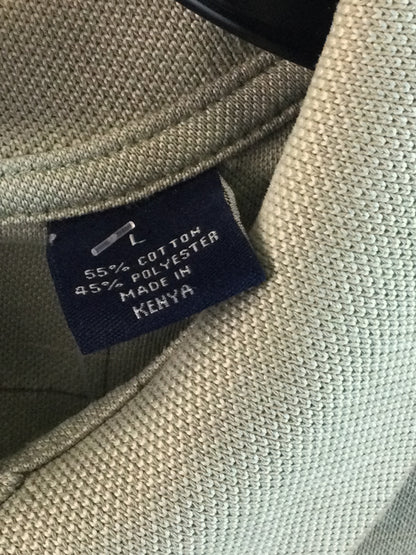 L
55% COTTON
45% POLYESTER
MADE IN
KENYA